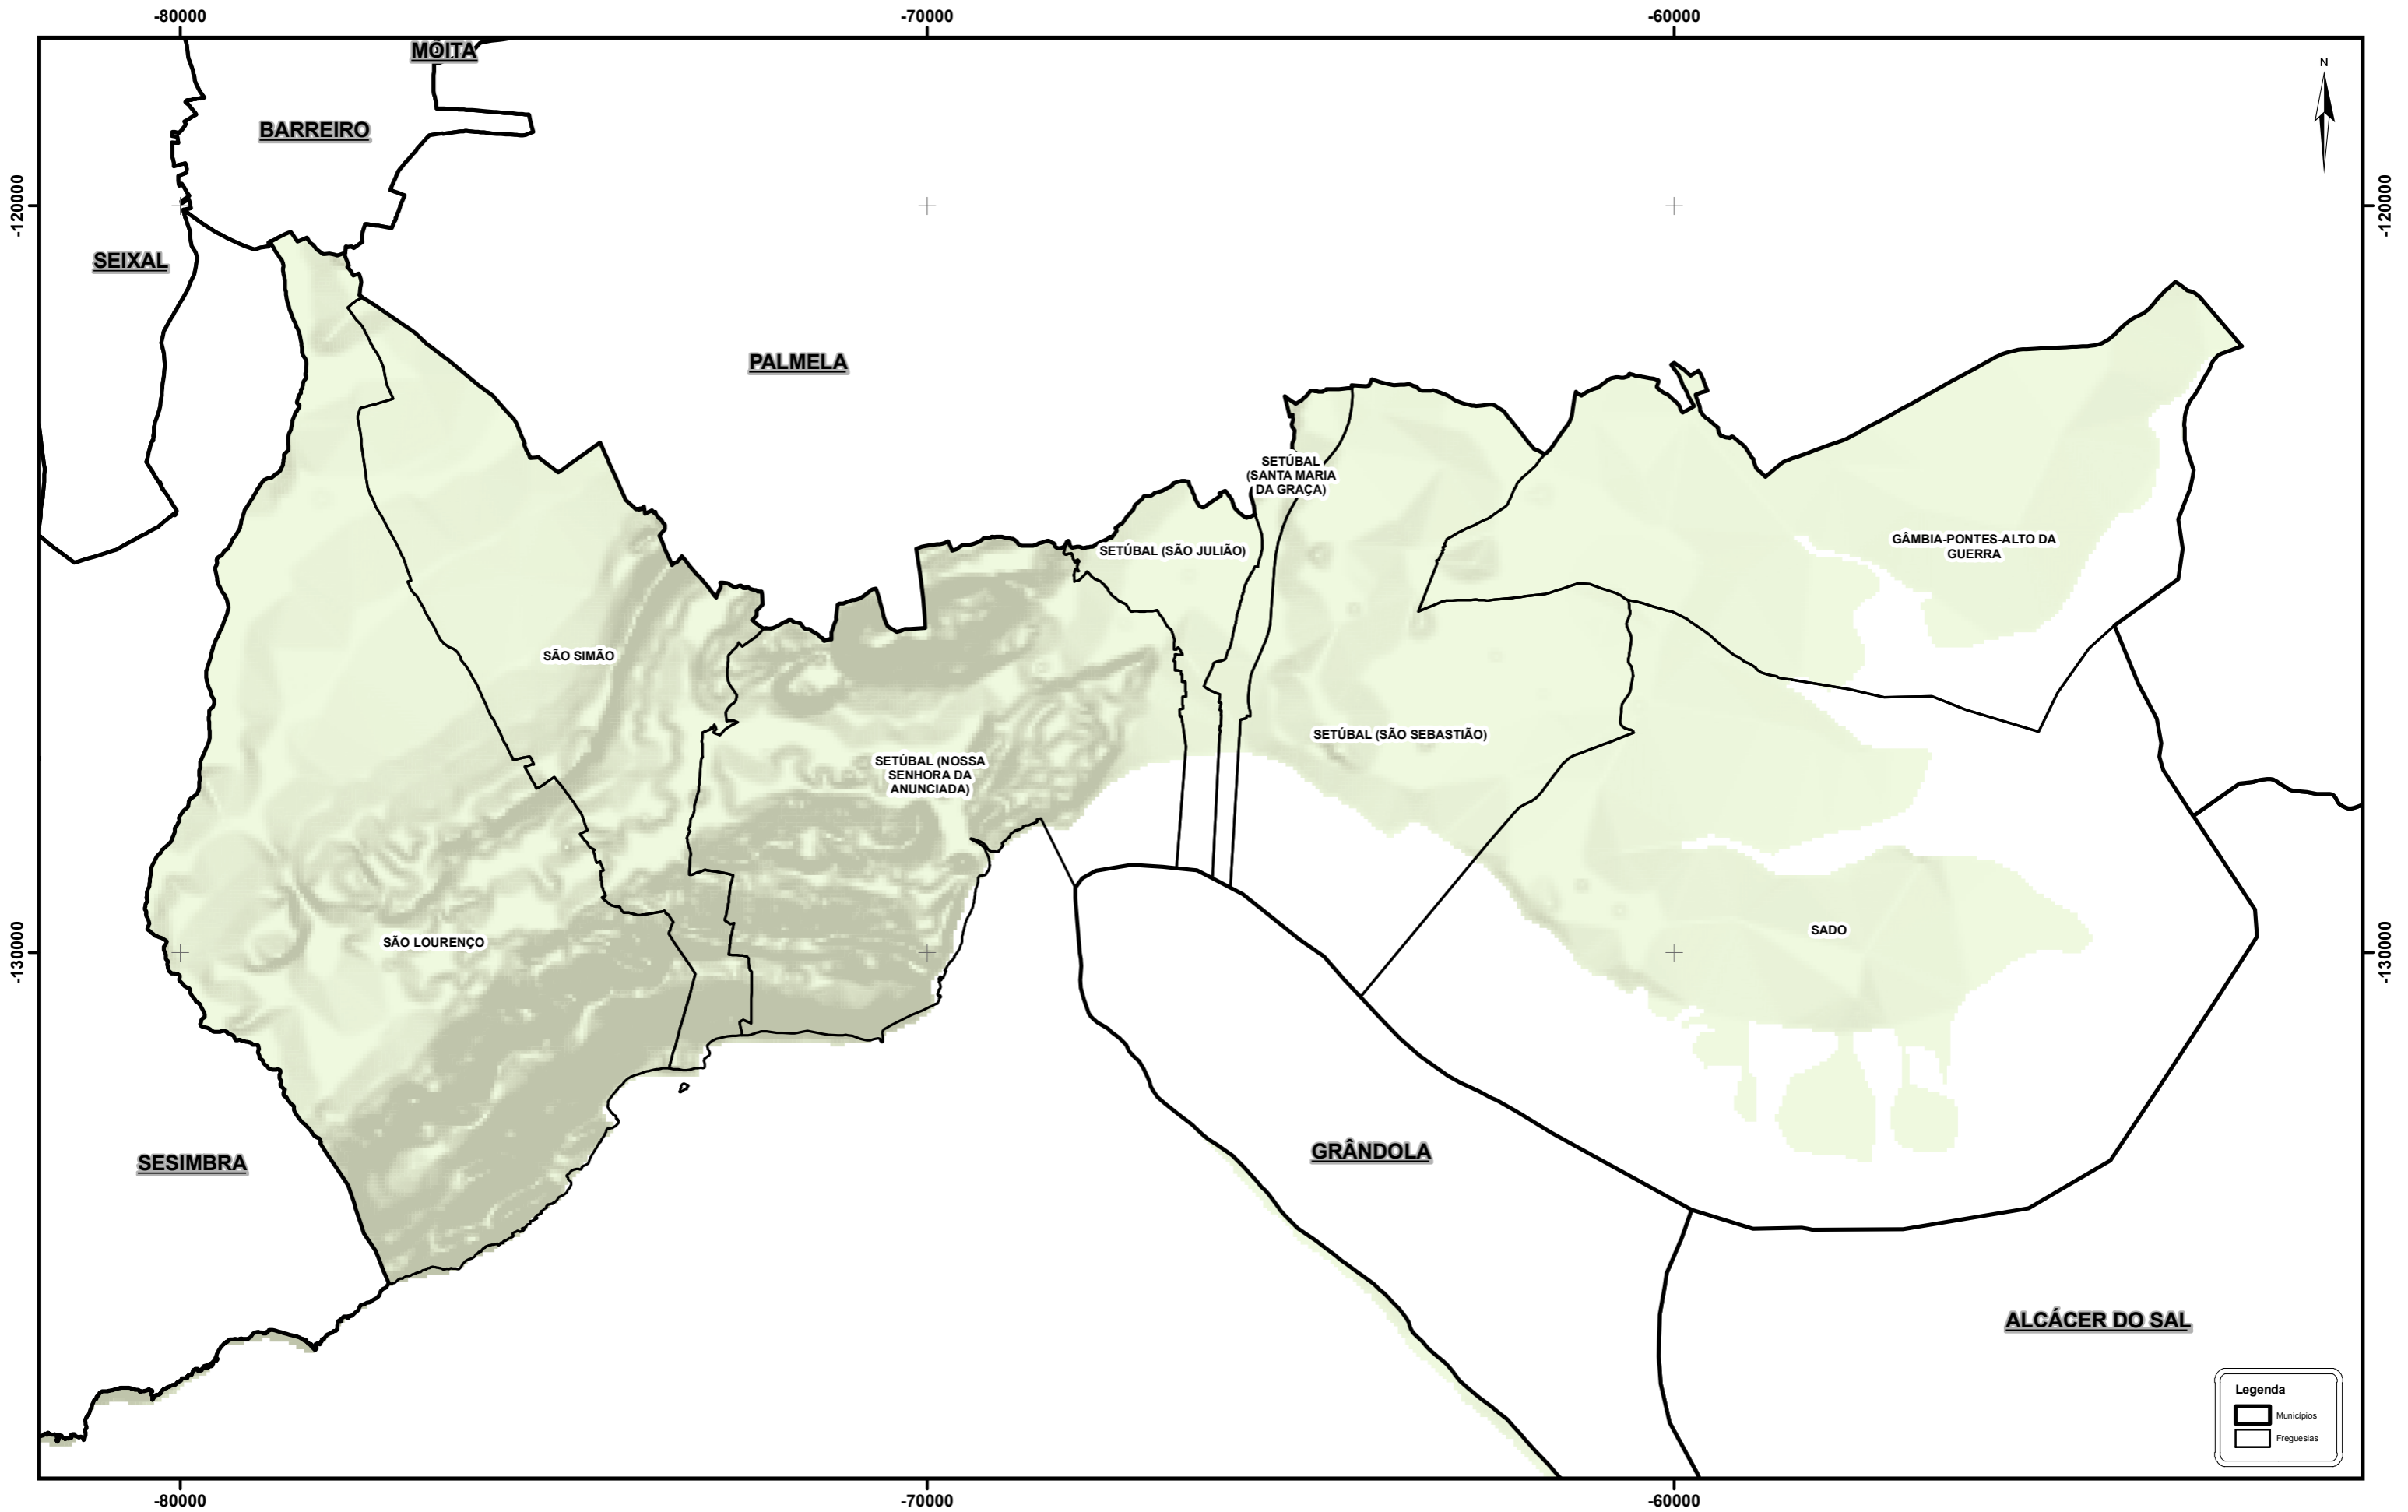 -80000
-70000
-60000
MOITA
N
BARREIRO
-120000
-120000
SEIXAL
PALMELA
SETÚBAL
(SANTA MARIA
DA GRAÇA)
SETÚBAL (SÃO JULIÃO)
GÂMBIA-PONTES-ALTO DA
GUERRA
SÃO SIMÃO
SETÚBAL (SÃO SEBASTIÃO)
SETÚBAL (NOSSA
SENHORA DA
ANUNCIADA)
SADO
SÃO LOURENÇO
-130000
-130000
SESIMBRA
GRÂNDOLA
ALCÁCER DO SAL
Legenda
Municípios
Freguesias
-80000
-70000
-60000